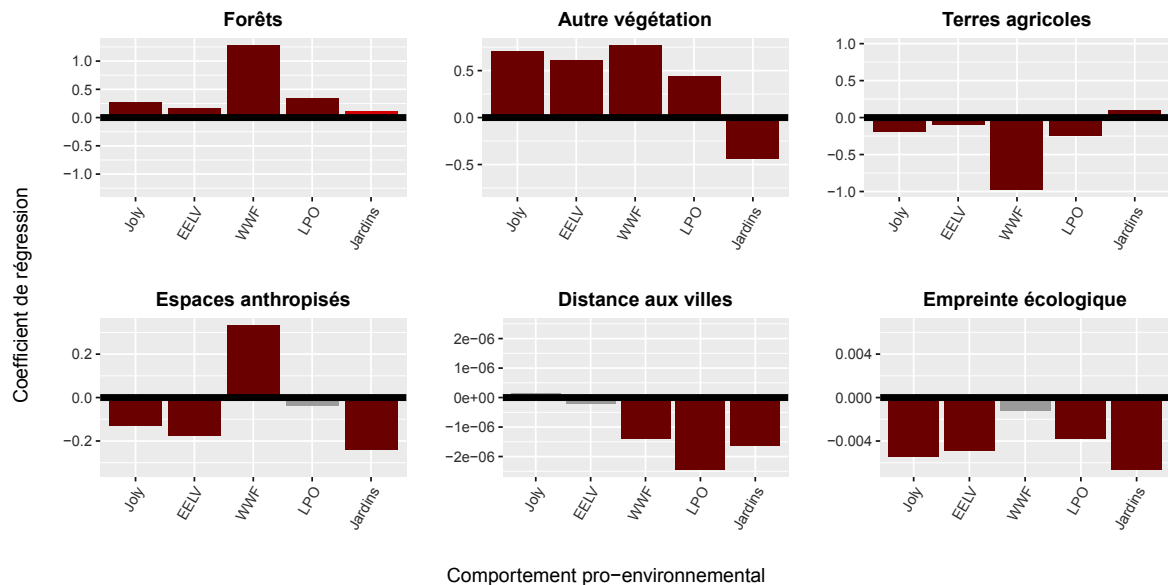 Forêts
Autre végétation
Terres agricoles
1.0
0.5
0.0
−0.5
−1.0
0.5
0.0
−0.5
1.0
0.5
0.0
−0.5
−1.0
Joly
EELV
WWF
LPO
Jardins
Joly
EELV
WWF
LPO
Jardins
Joly
EELV
WWF
LPO
Jardins
Coefficient de régression
Espaces anthropisés
Distance aux villes
Empreinte écologique
0.2
0.0
−0.2
2e−06
1e−06
0e+00
−1e−06
−2e−06
0.004
0.000
−0.004
Joly
EELV
WWF
LPO
Jardins
Joly
EELV
WWF
LPO
Jardins
Joly
EELV
WWF
LPO
Jardins
Comportement pro−environnemental